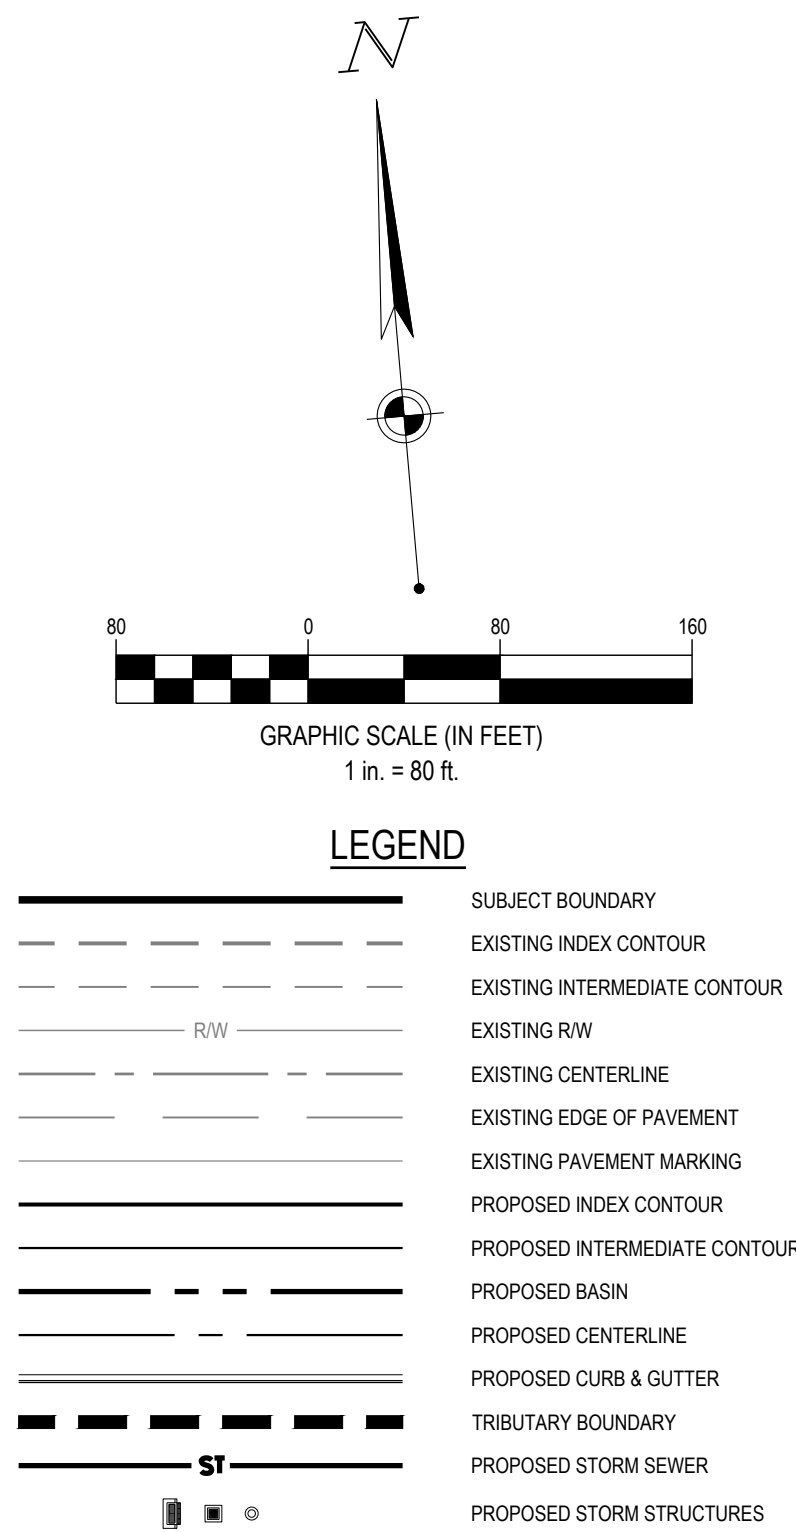 N
80 0 80 160
GRAPHIC SCALE (IN FEET)
1 in. = 80 ft.
LEGEND
SUBJECT BOUNDARY
EXISTING INDEX CONTOUR
EXISTING INTERMEDIATE CONTOUR
R/W EXISTING R/W
EXISTING CENTERLINE
EXISTING EDGE OF PAVEMENT
EXISTING PAVEMENT MARKING
PROPOSED INDEX CONTOUR
PROPOSED INTERMEDIATE CONTOUR
PROPOSED BASIN
PROPOSED CENTERLINE
PROPOSED CURB & GUTTER
TRIBUTARY BOUNDARY
ST PROPOSED STORM SEWER
PROPOSED STORM STRUCTURES